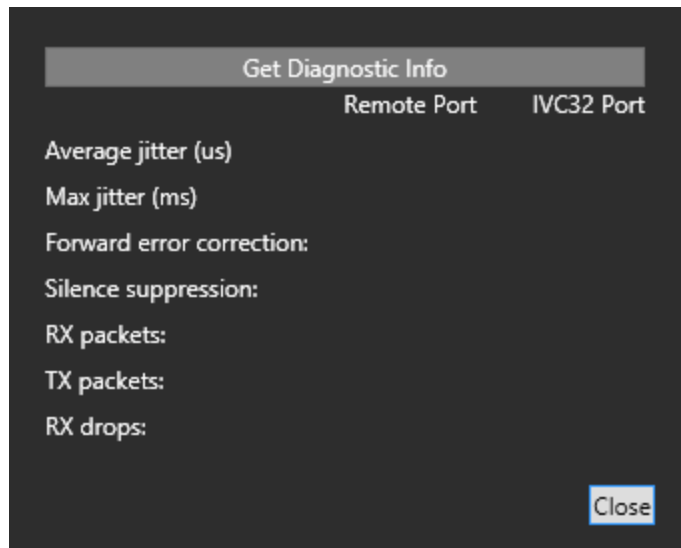 Get Diagnostic Info
Remote Port IVC32 Port
Average jitter (us)
Max jitter (ms)
Forward error correction:
Silence suppression:
RX packets:
TX packets:
RX drops:
Close